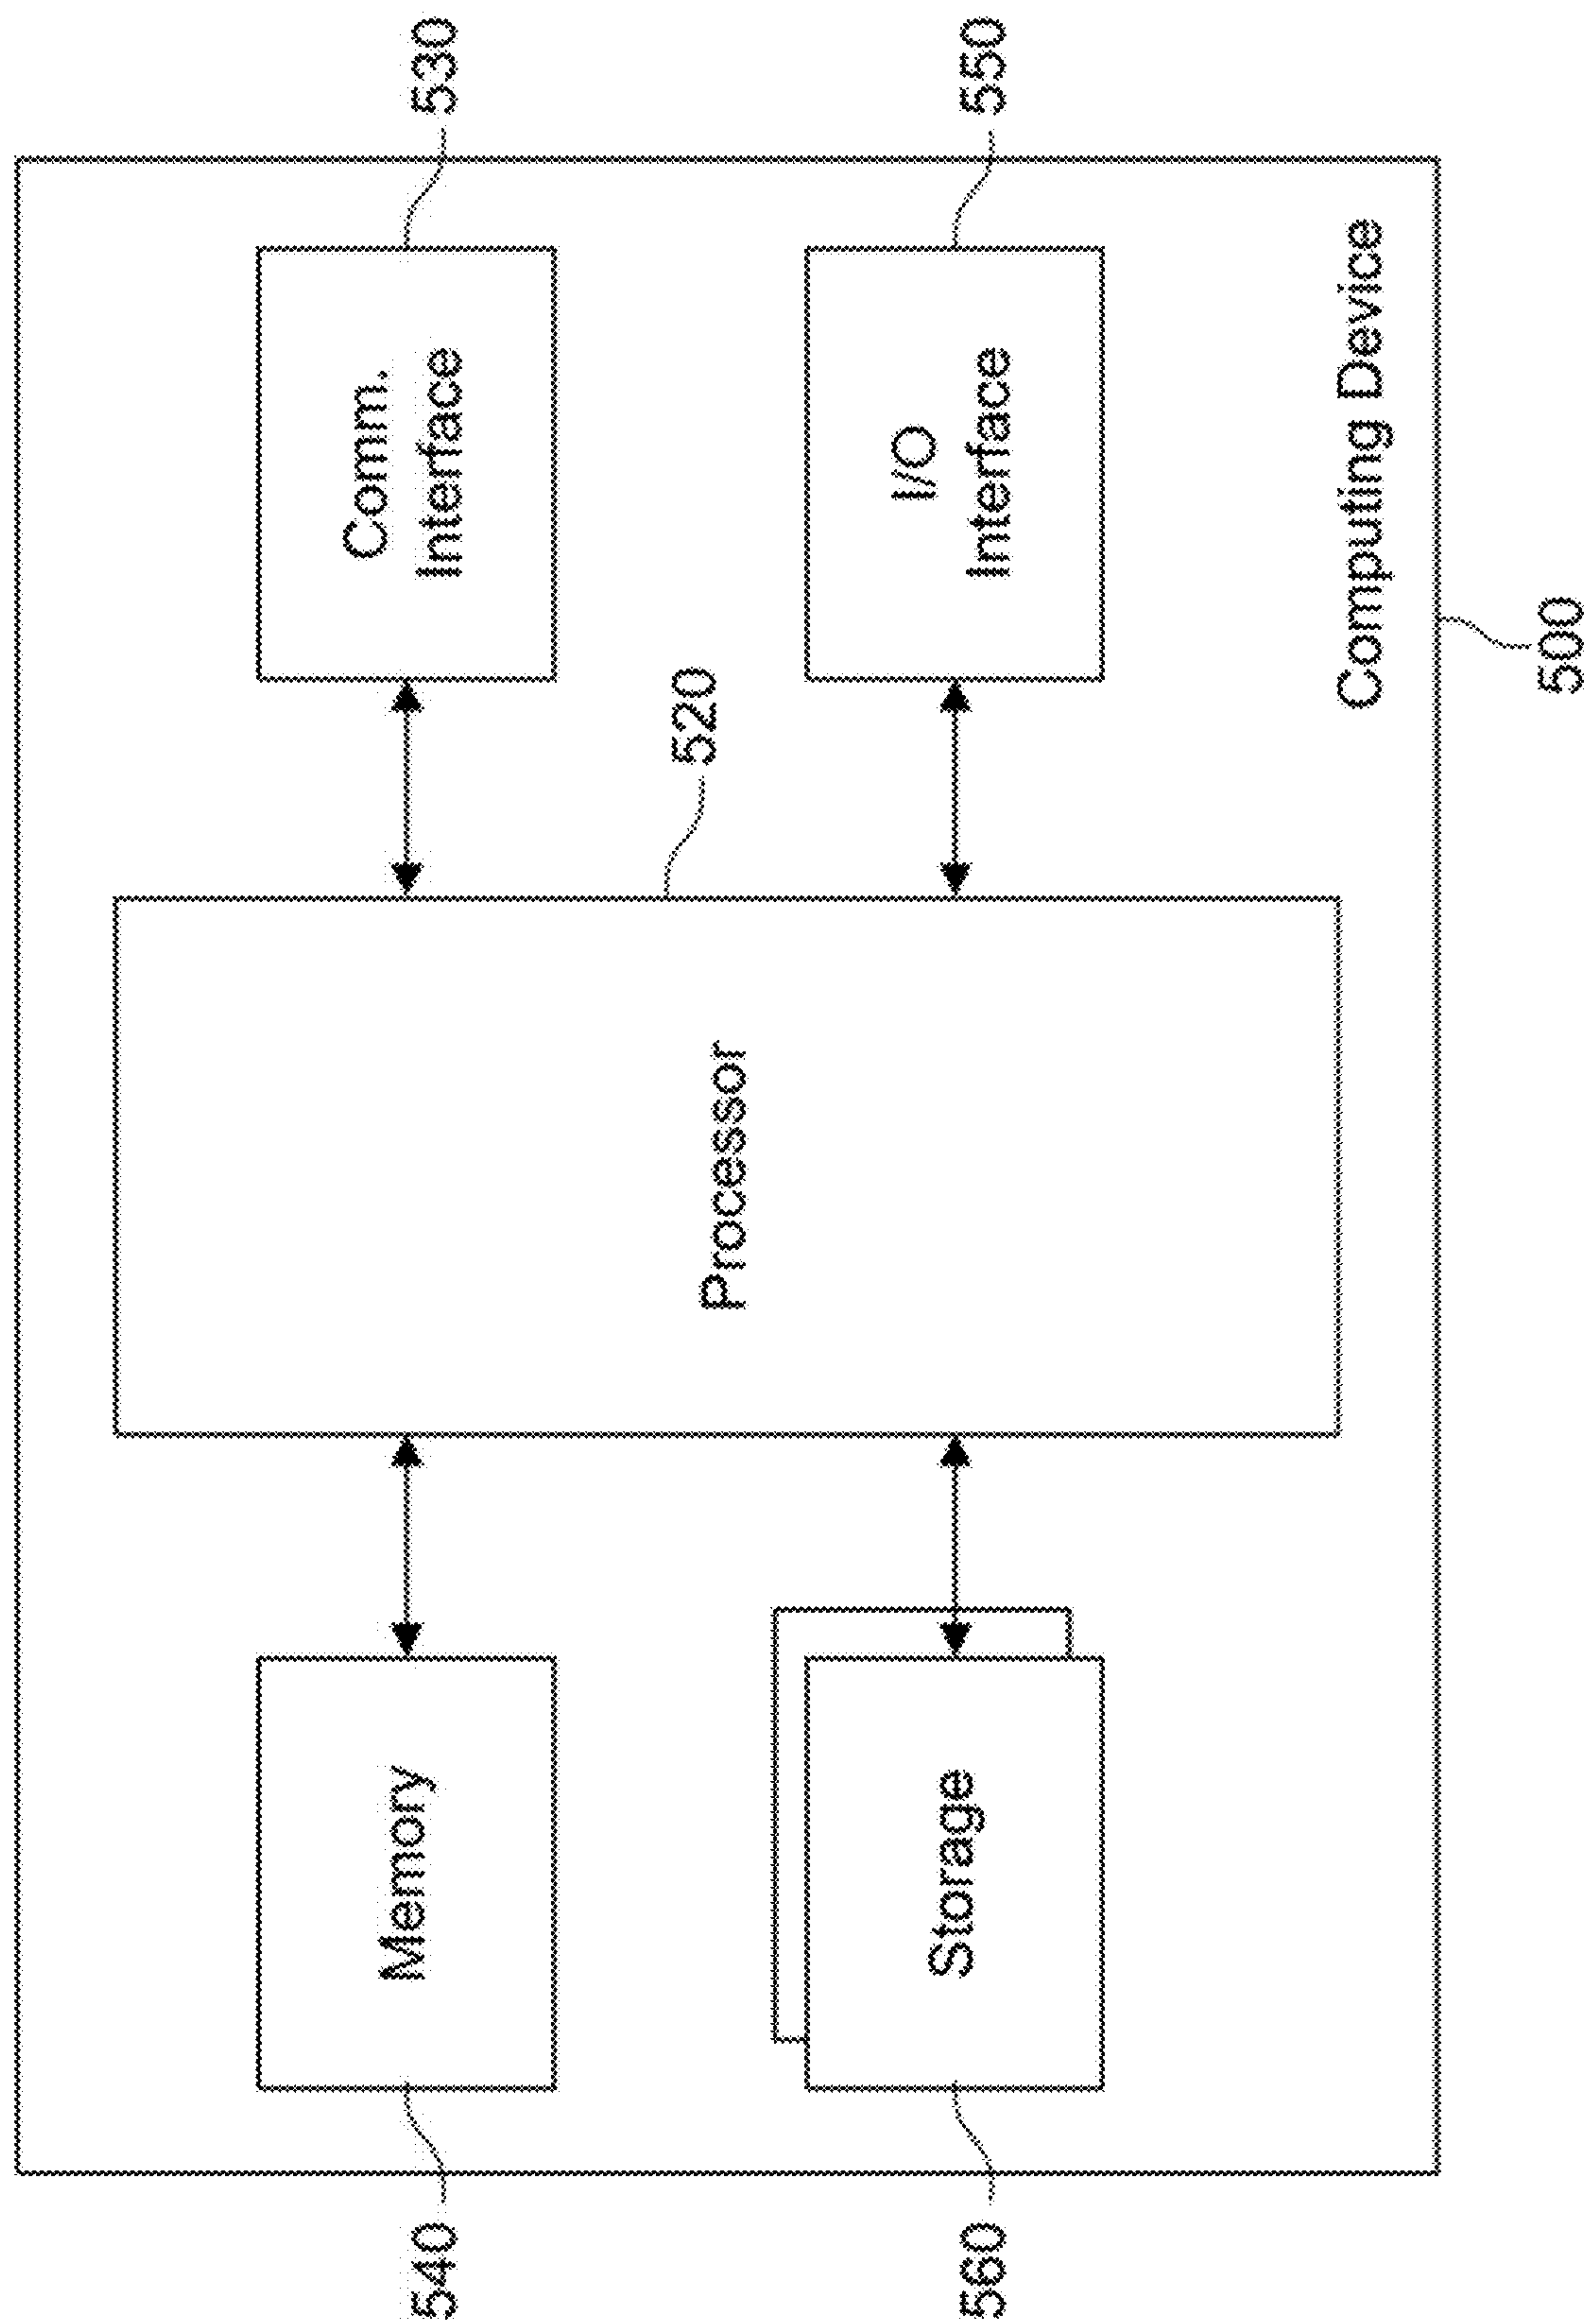 540
Memory
Comm.
Interface
530
520
Processor
560
Storage
I/O
Interface
550
Computing Device
500